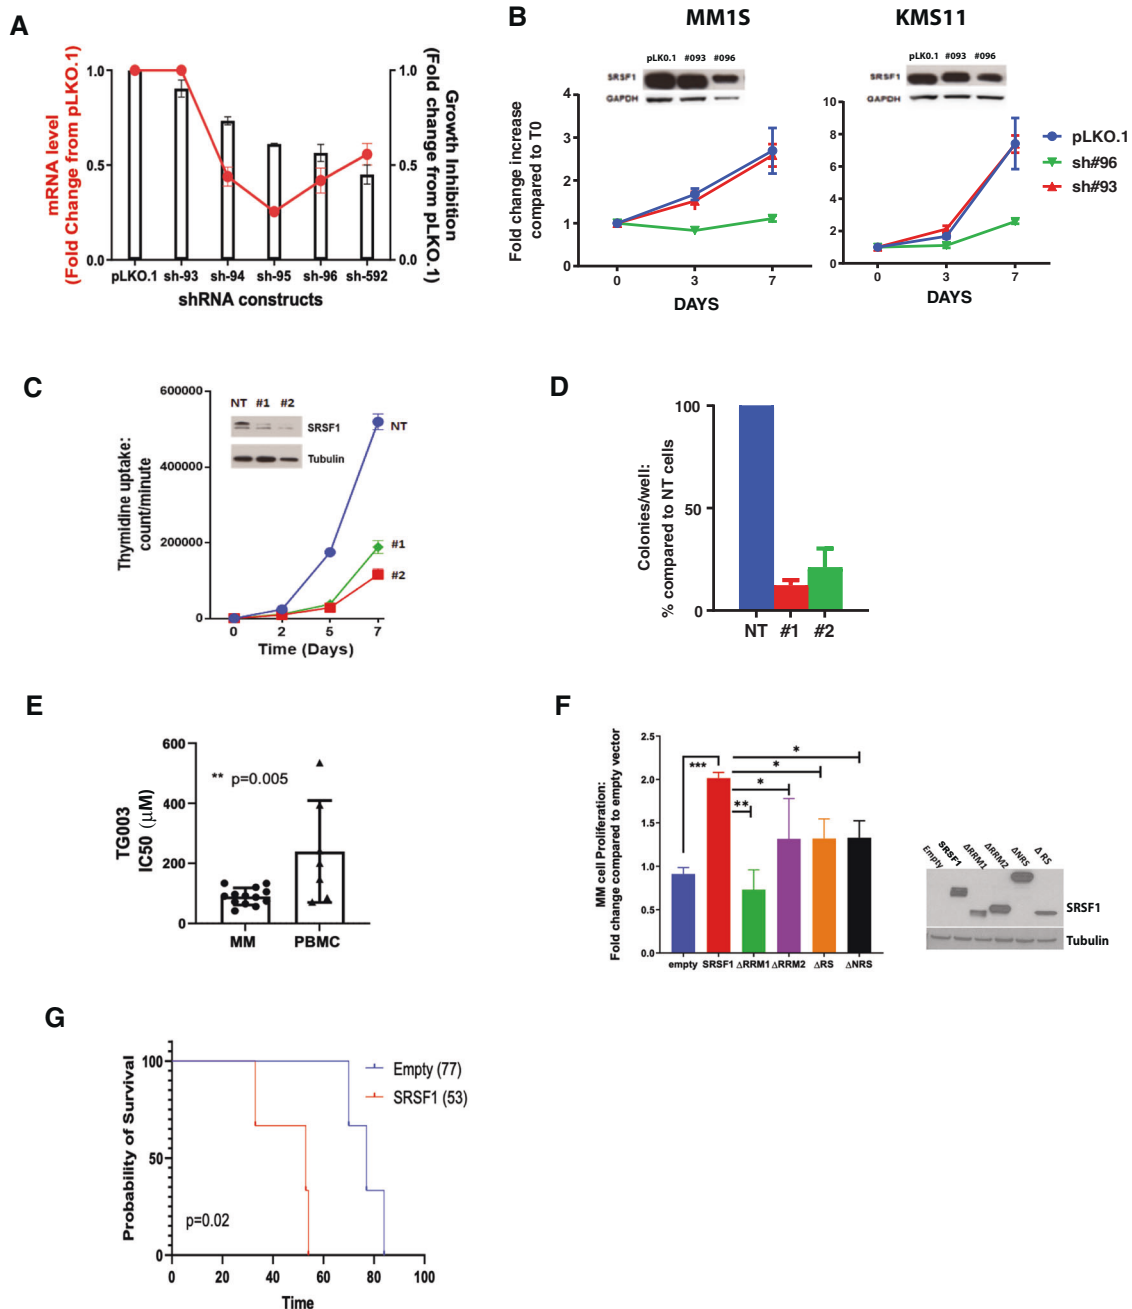 A
mRNA level
(Fold Change from pLKO.1)
1.0
0.5
0.0
1.0
0.5
0.0
Growth Inhibition
(Fold change from pLKO.1)
pLKO.1 sh-93 sh-94 sh-95 sh-96 sh-592
shRNA constructs
B
MM1S
KMS11
pLK0.1 #093 #096
SRSF1
GAPDH
Fold change increase
compared to T0
4
3
2
1
0
0 3 7
DAYS
pLKO.1 #093 #096
SRSF1
GAPDH
10
8
6
4
2
0
0 3 7
DAYS
pLKO.1
sh#96
sh#93
C
Thymidine uptake:
count/minute
600000
400000
200000
0
NT #1 #2
SRSF1
Tubulin
NT
#1
#2
0 2 5 7
Time (Days)
D
Colonies/well:
% compared to NT cells
100
50
0
NT #1 #2
E
TG003
IC50 (μM)
600
400
200
0
** p=0.005
MM PBMC
F
MM cell Proliferation:
Fold change compared to empty vector
2.5
2.0
1.5
1.0
0.5
0.0
***
**
*
*
*
empty SRSF1 ΔRRM1 ΔRRM2 ΔRS ΔNRS
Empty SRSF1 ΔRRM1 ΔRRM2 ΔNRS Δ RS
SRSF1
Tubulin
G
Probability of Survival
100
50
0
Empty (77)
SRSF1 (53)
p=0.02
0 20 40 60 80 100
Time